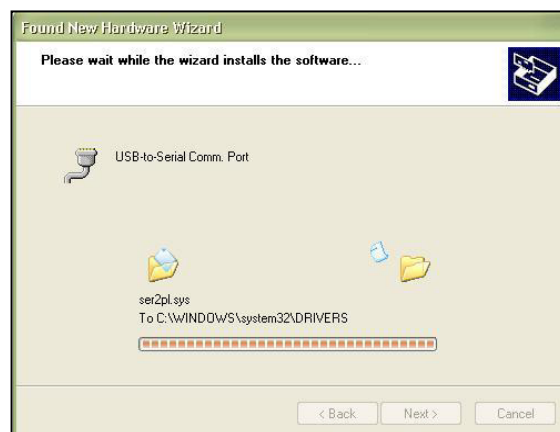 Found New Hardware Wizard
Please wait while the wizard installs the software...
USB-to-Serial Comm. Port
ser2pl.sys
To C:\WINDOWS\system32\DRIVERS
< Back Next > Cancel